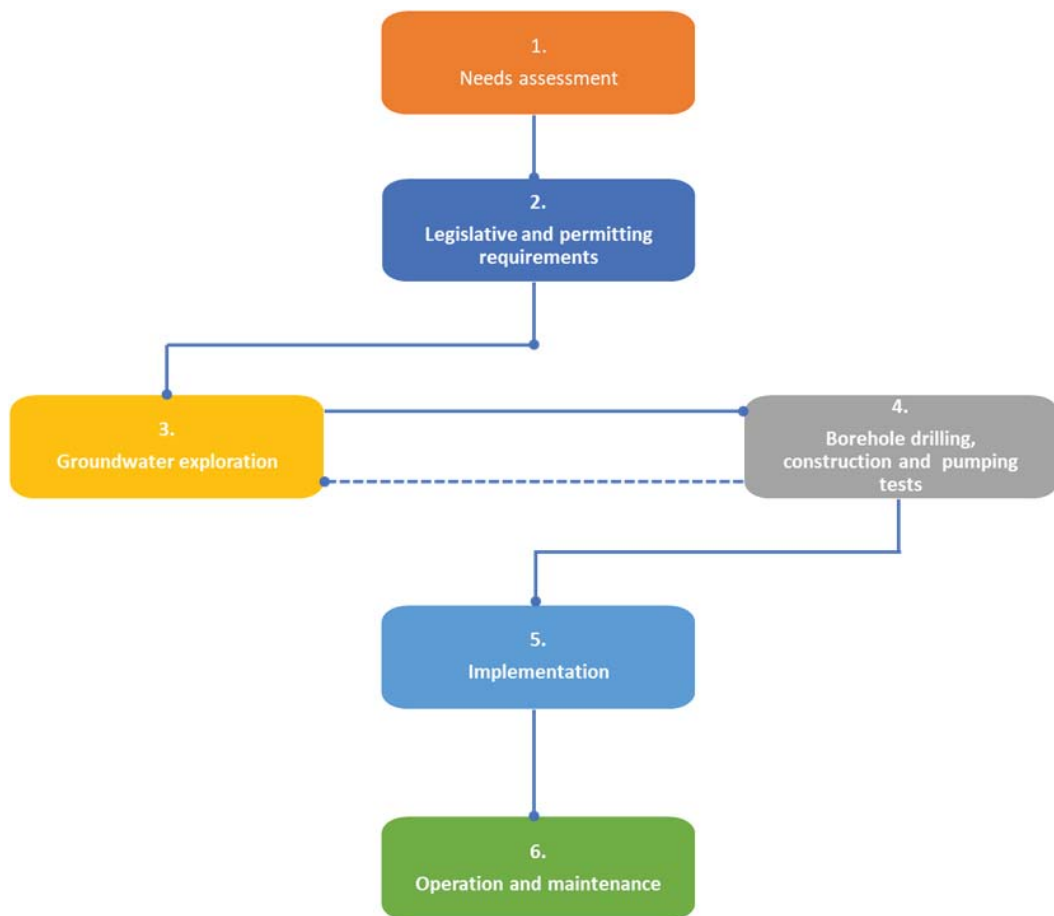 1.
Needs assessment
2.
Legislative and permitting
requirements
3.
Groundwater exploration
4.
Borehole drilling,
construction and pumping
tests
5.
Implementation
6.
Operation and maintenance